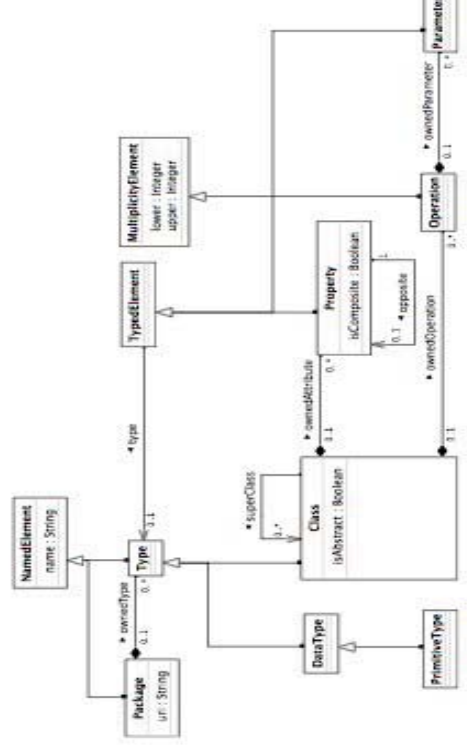 NamedElement
name : String
Package
uri : String
▸ ownedType
0..1
0..*
Type
0..1
◂ type
TypedElement
MultiplicityElement
lower : Integer
upper : Integer
DataType
PrimitiveType
▸ superClass
0..*
Class
isAbstract : Boolean
▸ ownedAttribute
0..1
0..*
Property
isComposite : Boolean
1
0..1
◂ opposite
▸ ownedOperation
0..1
0..*
Operation
▸ ownedParameter
0..1
0..*
Parameter